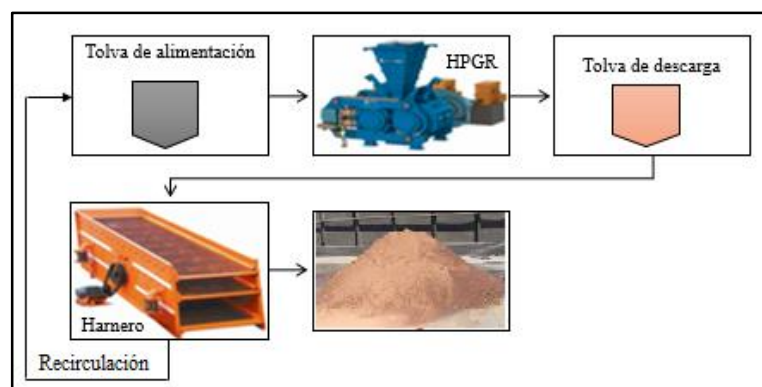 Tolva de alimentación
HPGR
Tolva de descarga
Harnero
Recirculación